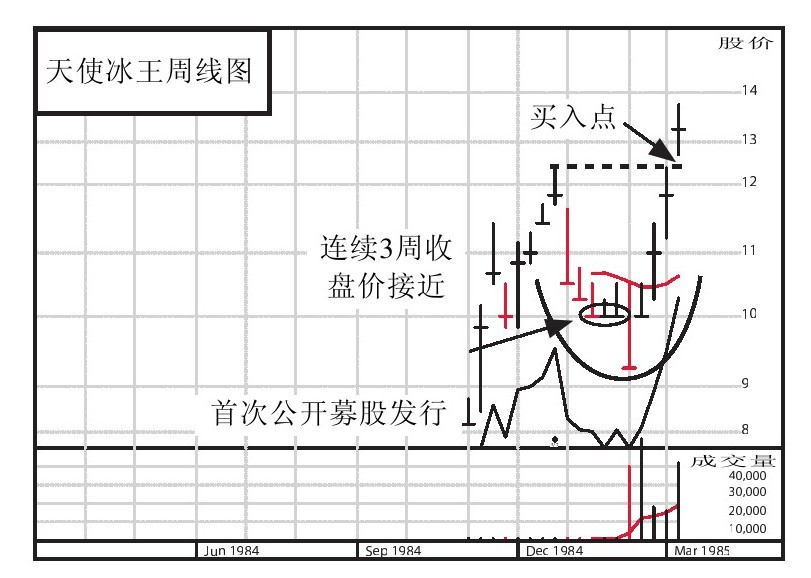 天使冰王周线图
股价
14
买入点
13
12
连续3周收
盘价接近
11
10
9
首次公开募股发行
8
成交量
40,000
30,000
20,000
10,000
Jun 1984
Sep 1984
Dec 1984
Mar 1985